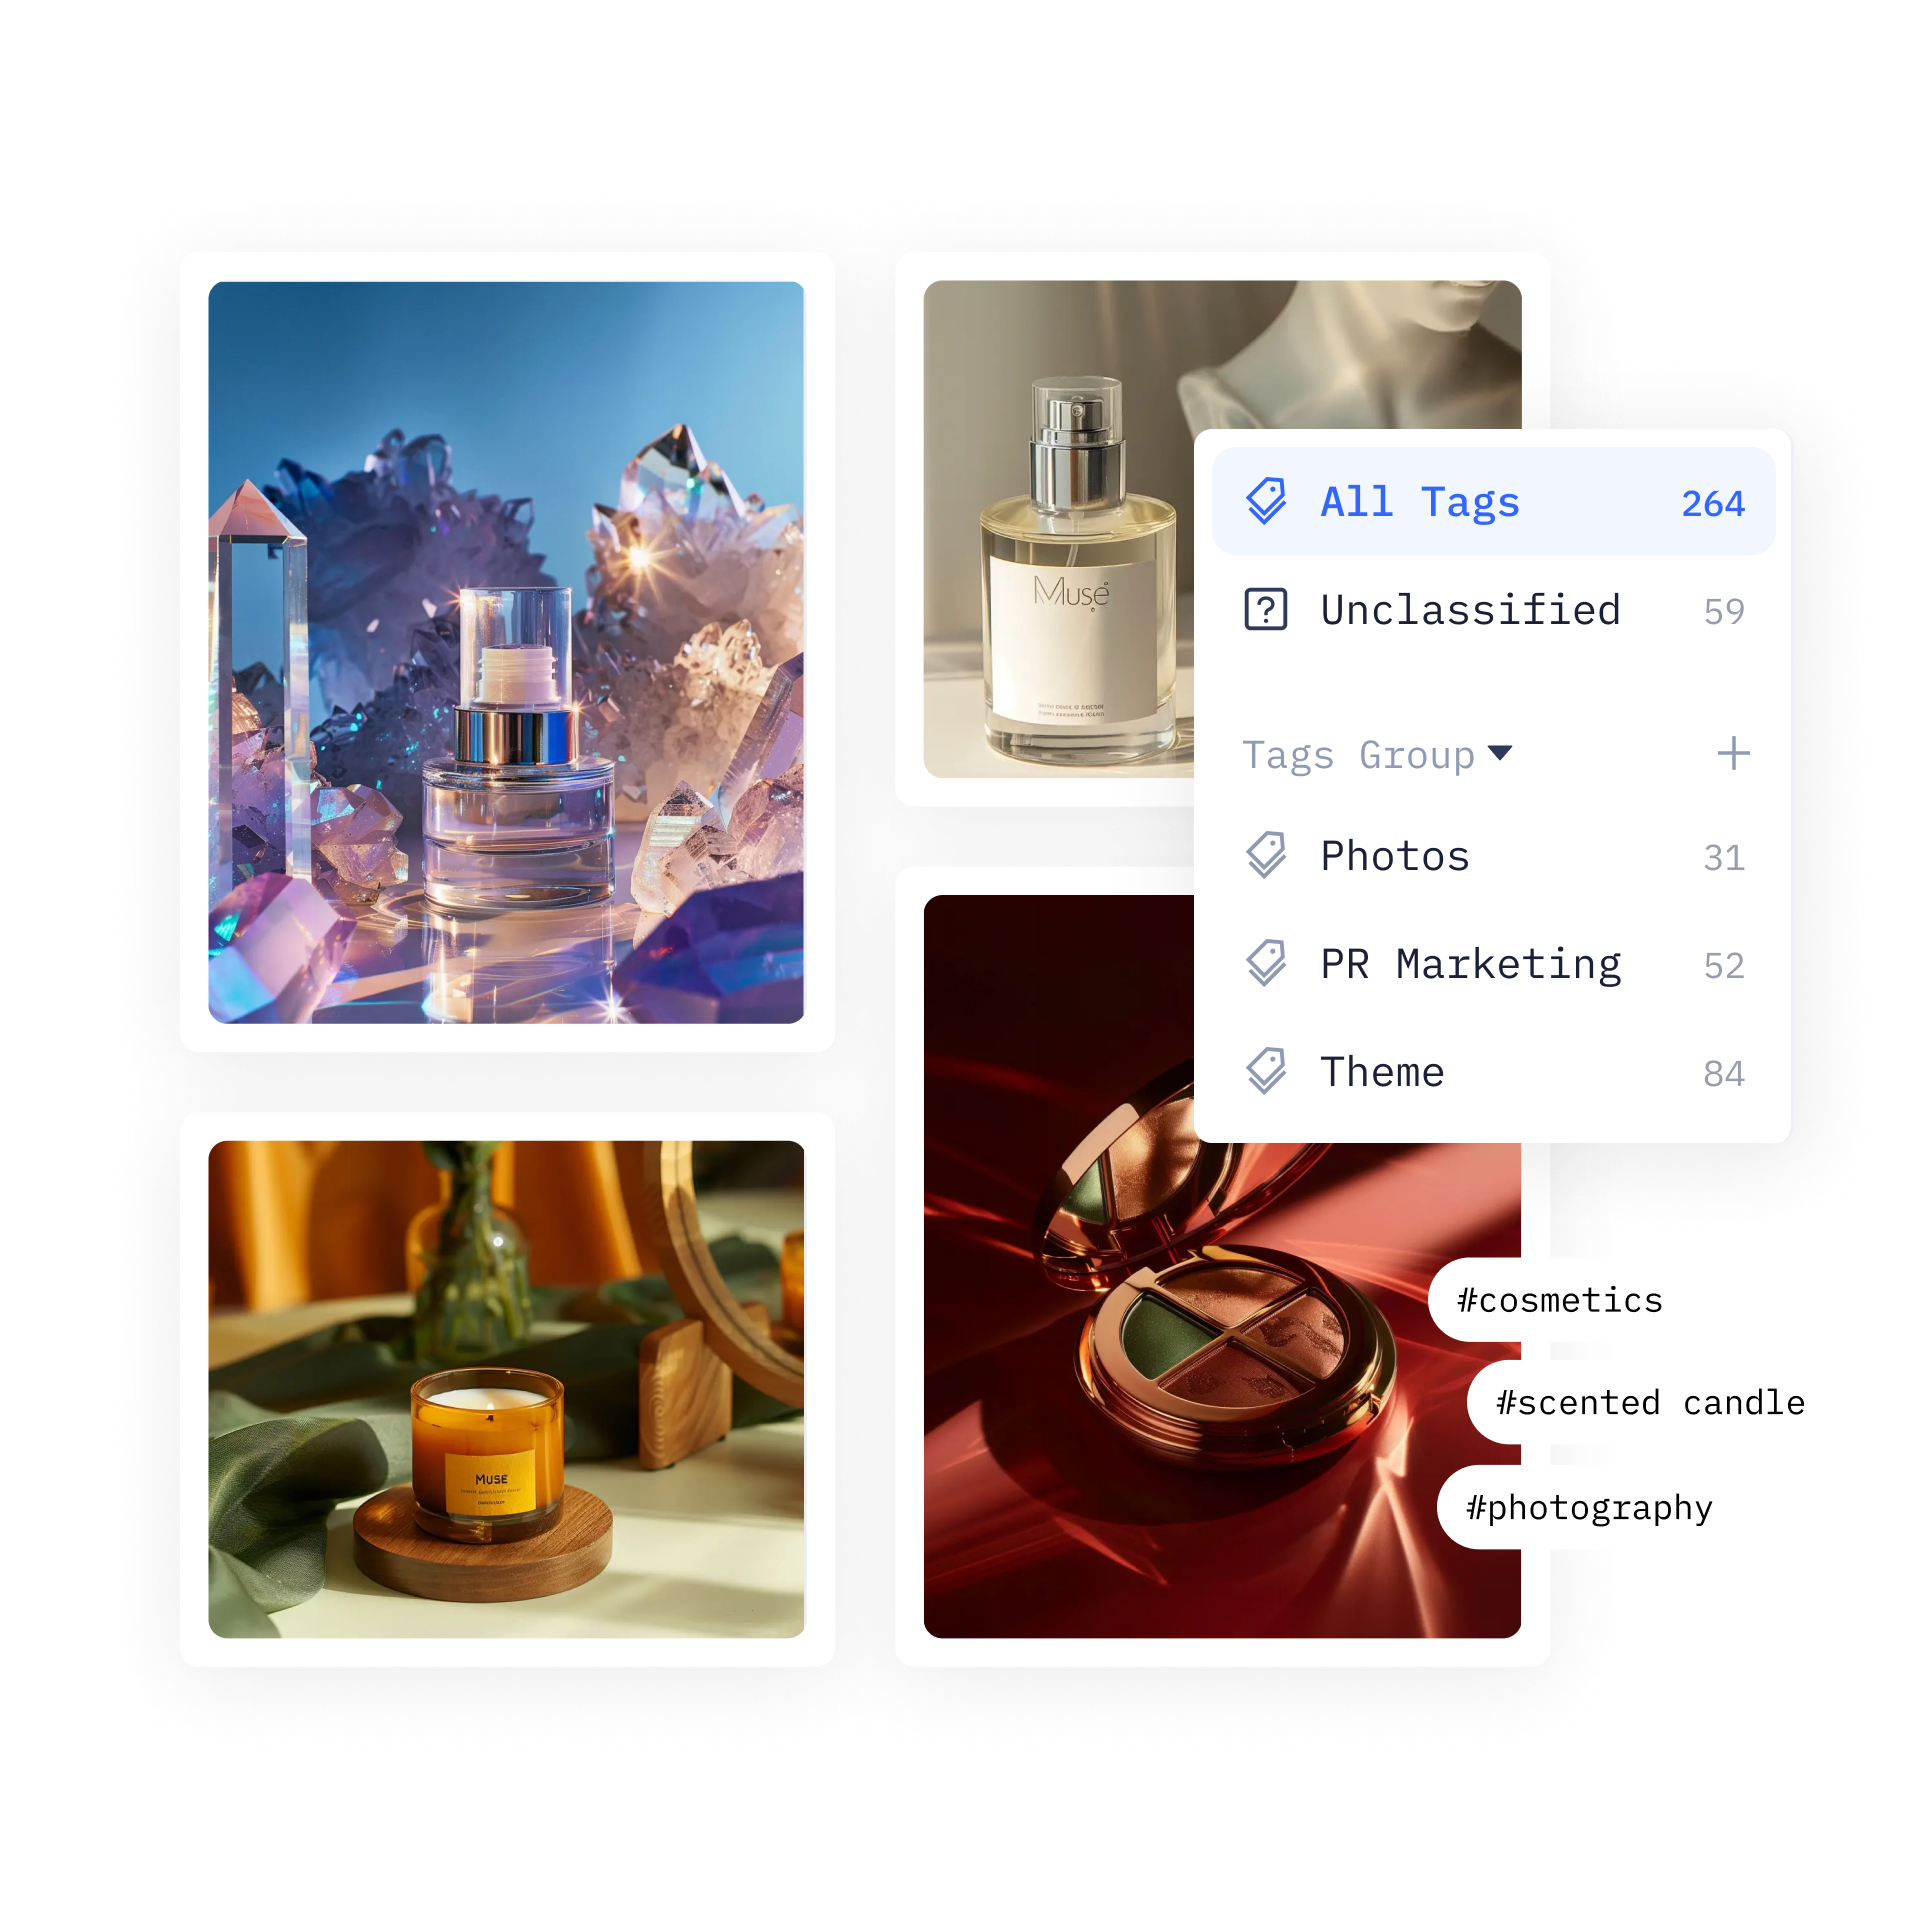 Muse
All Tags 264
Unclassified 59
Tags Group
Photos 31
PR Marketing 52
Theme 84
#cosmetics
#scented candle
#photography
MUSE